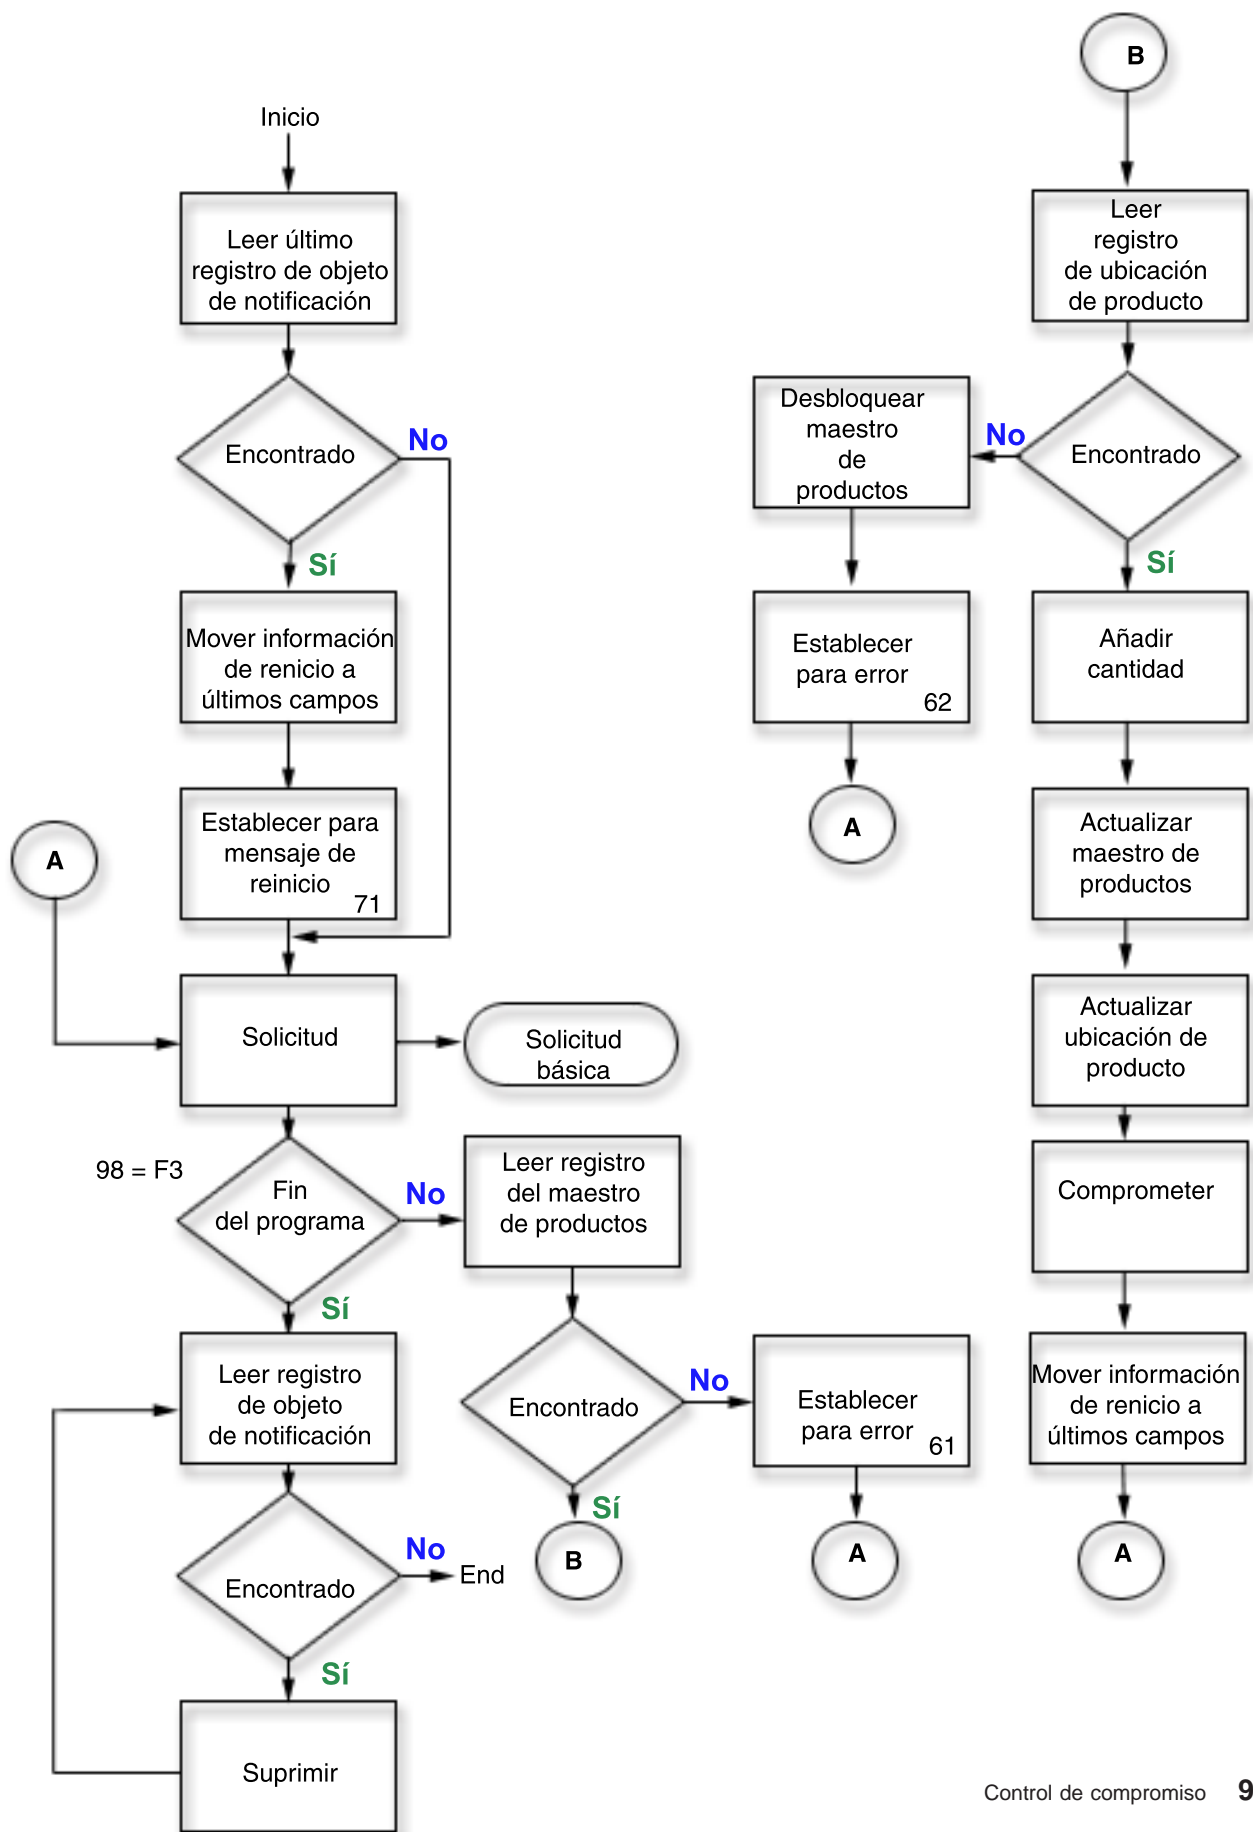 Inicio
Leer último
registro de objeto
de notificación
Encontrado
No
Sí
Mover información
de renicio a
últimos campos
Establecer para
mensaje de
reinicio
71
A
Solicitud
Solicitud
básica
98 = F3
Fin
del programa
No
Sí
Leer registro
de objeto
de notificación
Encontrado
No
End
Sí
Suprimir
Leer registro
del maestro
de productos
Encontrado
No
Sí
B
Establecer
para error
61
A
B
Leer
registro
de ubicación
de producto
Encontrado
No
Desbloquear
maestro
de
productos
Establecer
para error
62
A
Sí
Añadir
cantidad
Actualizar
maestro de
productos
Actualizar
ubicación de
producto
Comprometer
Mover información
de renicio a
últimos campos
A
Control de compromiso 9